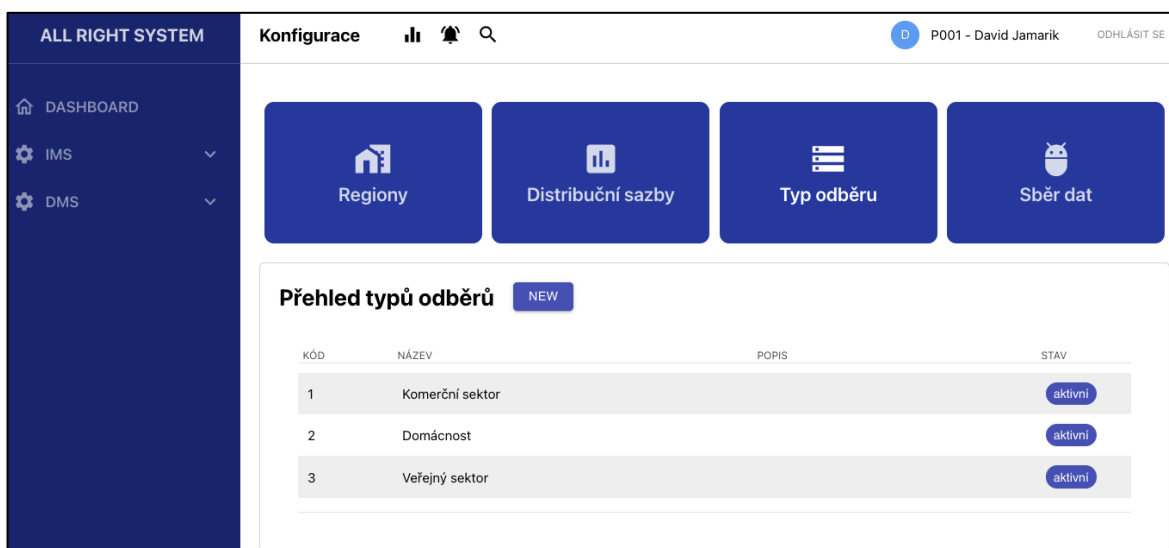 ALL RIGHT SYSTEM
Konfigurace
D
P001 - David Jamarik
ODHLÁSIT SE
DASHBOARD
IMS
DMS
Regiony
Distribuční sazby
Typ odběru
Sběr dat
Přehled typů odběrů
NEW
KÓD NÁZEV POPIS STAV
1 Komerční sektor aktivní
2 Domácnost aktivní
3 Veřejný sektor aktivní